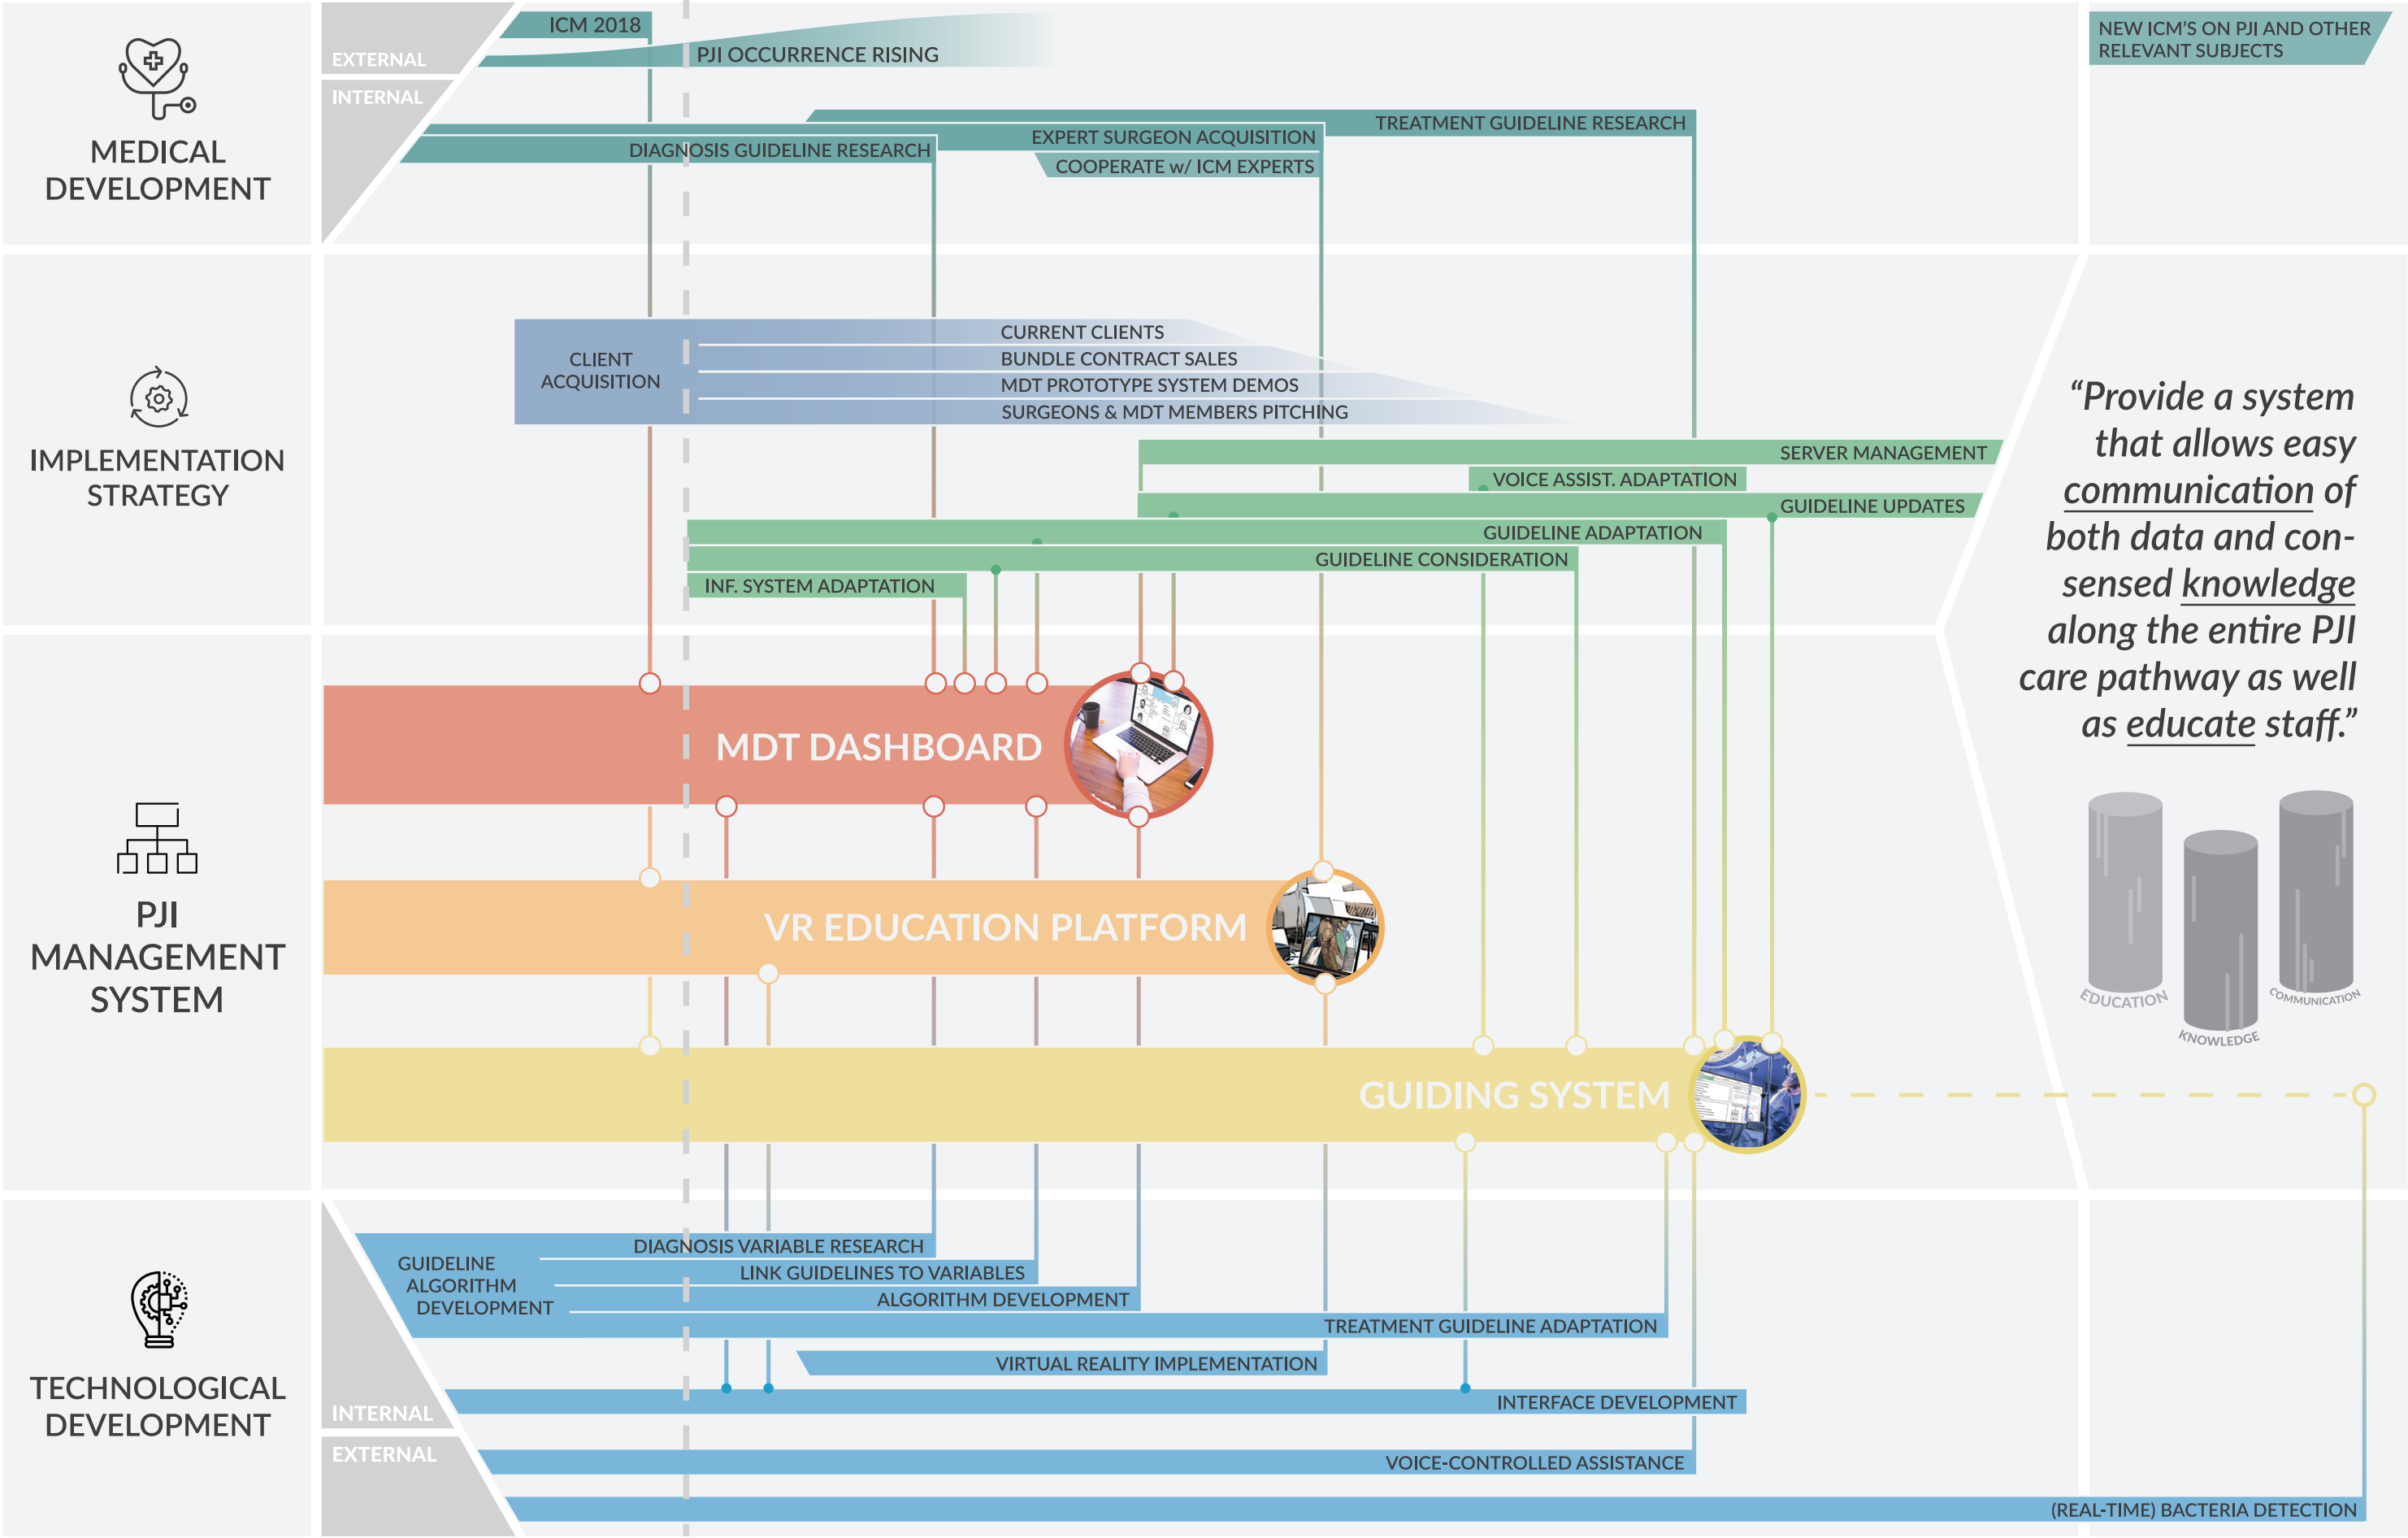 MEDICAL
DEVELOPMENT
EXTERNAL
INTERNAL
ICM 2018
PJI OCCURRENCE RISING
NEW ICM'S ON PJI AND OTHER
RELEVANT SUBJECTS
TREATMENT GUIDELINE RESEARCH
EXPERT SURGEON ACQUISITION
DIAGNOSIS GUIDELINE RESEARCH
COOPERATE w/ ICM EXPERTS
IMPLEMENTATION
STRATEGY
CLIENT
ACQUISITION
CURRENT CLIENTS
BUNDLE CONTRACT SALES
MDT PROTOTYPE SYSTEM DEMOS
SURGEONS & MDT MEMBERS PITCHING
SERVER MANAGEMENT
VOICE ASSIST. ADAPTATION
GUIDELINE UPDATES
GUIDELINE ADAPTATION
GUIDELINE CONSIDERATION
INF. SYSTEM ADAPTATION
“Provide a system
that allows easy
communication of
both data and con-
sensed knowledge
along the entire PJI
care pathway as well
as educate staff.”
EDUCATION
KNOWLEDGE
COMMUNICATION
PJI
MANAGEMENT
SYSTEM
MDT DASHBOARD
VR EDUCATION PLATFORM
GUIDING SYSTEM
TECHNOLOGICAL
DEVELOPMENT
INTERNAL
EXTERNAL
GUIDELINE
ALGORITHM
DEVELOPMENT
DIAGNOSIS VARIABLE RESEARCH
LINK GUIDELINES TO VARIABLES
ALGORITHM DEVELOPMENT
TREATMENT GUIDELINE ADAPTATION
VIRTUAL REALITY IMPLEMENTATION
INTERFACE DEVELOPMENT
VOICE-CONTROLLED ASSISTANCE
(REAL-TIME) BACTERIA DETECTION